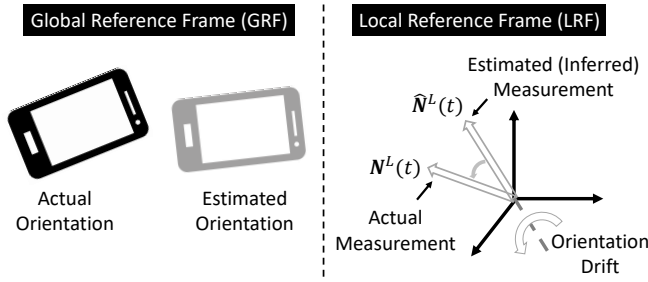 Global Reference Frame (GRF)
Actual
Orientation
Estimated
Orientation
Local Reference Frame (LRF)
Estimated (Inferred)
Measurement
N̂ᴸ(t)
Nᴸ(t)
Actual
Measurement
Orientation
Drift